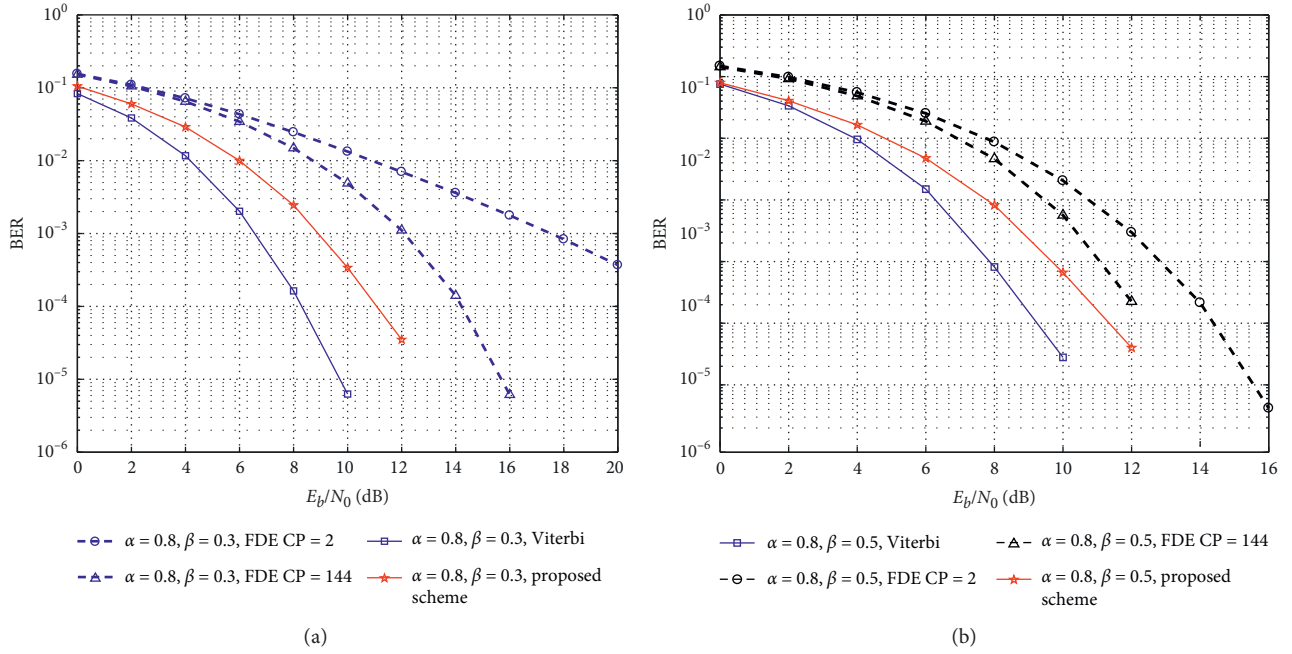 10⁰
10⁻¹
10⁻²
10⁻³
10⁻⁴
10⁻⁵
10⁻⁶
BER
0 2 4 6 8 10 12 14 16 18 20
E_b/N_0 (dB)
α = 0.8, β = 0.3, FDE CP = 2
α = 0.8, β = 0.3, FDE CP = 144
α = 0.8, β = 0.3, Viterbi
α = 0.8, β = 0.3, proposed
scheme
(a)
10⁰
10⁻¹
10⁻²
10⁻³
10⁻⁴
10⁻⁵
10⁻⁶
BER
0 2 4 6 8 10 12 14 16
E_b/N_0 (dB)
α = 0.8, β = 0.5, Viterbi
α = 0.8, β = 0.5, FDE CP = 2
α = 0.8, β = 0.5, FDE CP = 144
α = 0.8, β = 0.5, proposed
scheme
(b)